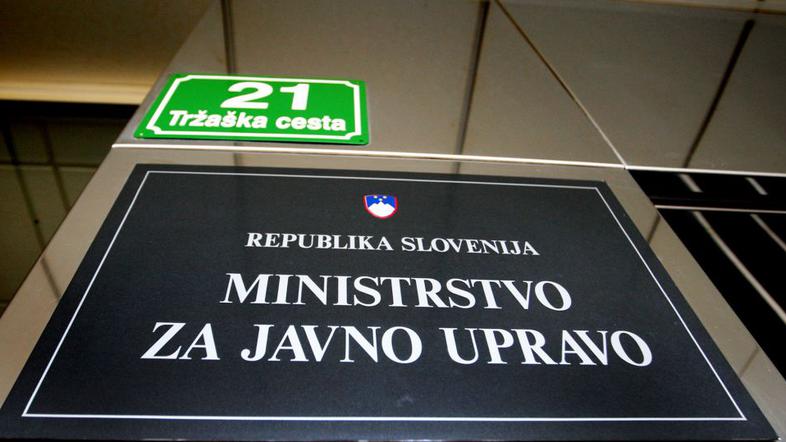 21
Tržaška cesta
REPUBLIKA SLOVENIJA
MINISTRSTVO
ZA JAVNO UPRAVO